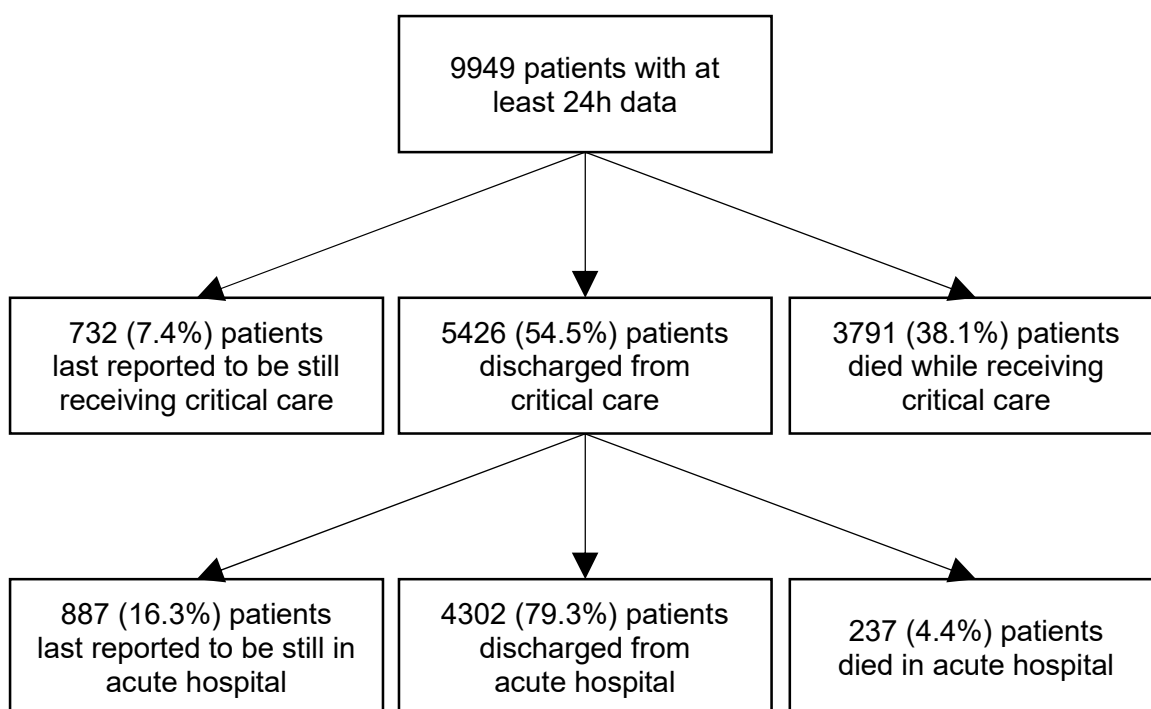 9949 patients with at
least 24h data
732 (7.4%) patients
last reported to be still
receiving critical care
5426 (54.5%) patients
discharged from
critical care
3791 (38.1%) patients
died while receiving
critical care
887 (16.3%) patients
last reported to be still in
acute hospital
4302 (79.3%) patients
discharged from
acute hospital
237 (4.4%) patients
died in acute hospital